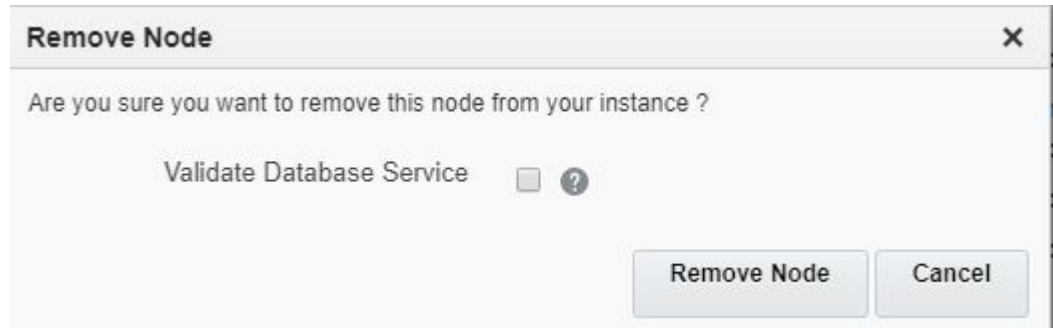 Remove Node
Are you sure you want to remove this node from your instance ?
Validate Database Service
Remove Node Cancel